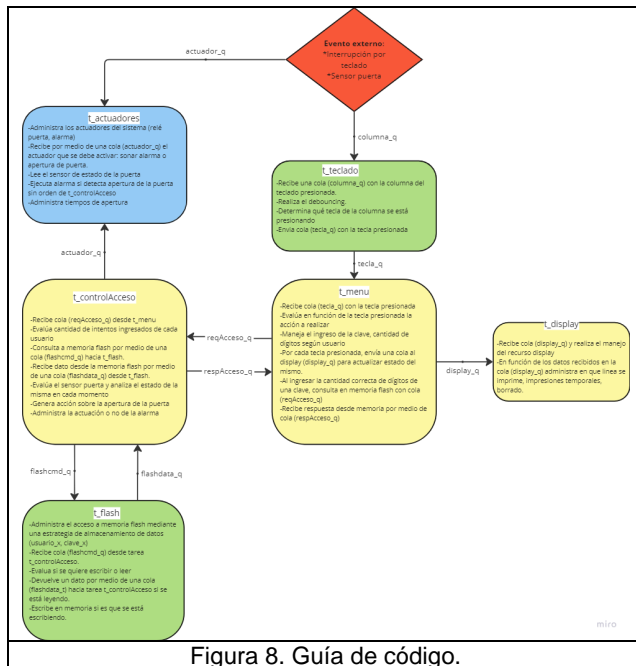 actuador_q
Evento externo:
*Interrupción por
teclado
*Sensor puerta
t_actuadores
-Administra los actuadores del sistema (relé
puerta, alarma)
-Recibe por medio de una cola (actuador_q) el
actuador que se debe activar: sonar alarma o
apertura de puerta.
-Lee el sensor de estado de la puerta
-Ejecuta alarma si detecta apertura de la puerta
sin orden de t_controlAcceso
-Administra tiempos de apertura
columna_q
t_teclado
-Recibe una cola (columna_q) con la columna del
teclado presionada.
-Realiza el debouncing.
-Determina qué tecla de la columna se está
presionando
-Envia cola (tecla_q) con la tecla presionada
actuador_q
tecla_q
t_controlAcceso
-Recibe cola (reqAcceso_q) desde t_menu
-Evalúa cantidad de intentos ingresados de cada
usuario
-Consulta a memoria flash por medio de una
cola (flashcmd_q) hacia t_flash.
-Recibe dato desde la memoria flash por medio
de una cola (flashdata_q) desde t_flash.
-Evalúa el sensor puerta y analiza el estado de la
misma en cada momento
-Genera acción sobre la apertura de la puerta
-Administra la actuación o no de la alarma
reqAcceso_q
respAcceso_q
t_menu
-Recibe cola (tecla_q) con la tecla presionada
-Evalúa en función de la tecla presionada la
acción a realizar
-Maneja el ingreso de la clave, cantidad de
dígitos según usuario
-Por cada tecla presionada, envía una cola al
display (display_q) para actualizar estado del
mismo.
-Al ingresar la cantidad correcta de dígitos de
una clave, consulta en memoria flash con cola
(reqAcceso_q)
-Recibe respuesta desde memoria por medio de
cola (respAcceso_q)
display_q
t_display
-Recibe cola (display_q) y realiza el manejo
del recurso display
-En función de los datos recibidos en la
cola (display_q) administra en que linea se
imprime, impresiones temporales,
borrado.
flashcmd_q
flashdata_q
t_flash
-Administra el acceso a memoria flash mediante
una estrategia de almacenamiento de datos
(usuario_x, clave_x)
-Recibe cola (flashcmd_q) desde tarea
t_controlAcceso.
-Evalua si se quiere escribir o leer
-Devuelve un dato por medio de una cola
(flashdata_t) hacia tarea t_controlAcceso si se
está leyendo.
-Escribe en memoria si es que se está
escribiendo.
miro
Figura 8. Guía de código.